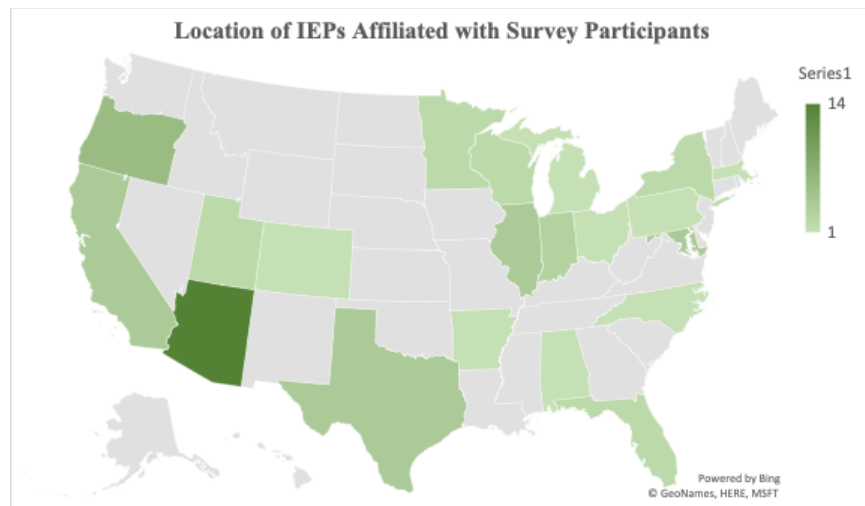 Location of IEPs Affiliated with Survey Participants
Series1
14
1
Powered by Bing
© GeoNames, HERE, MSFT